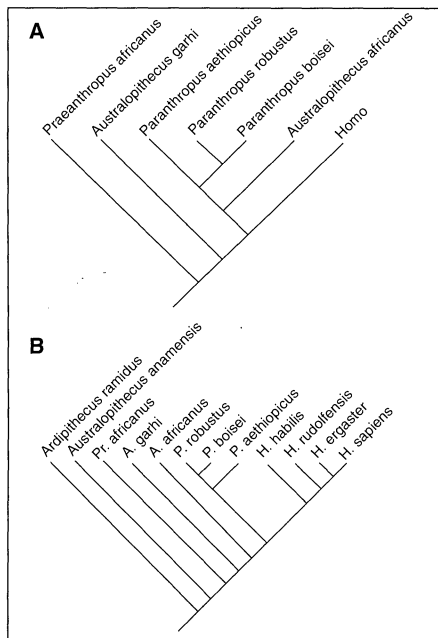 A
Praeanthropus africanus
Australopithecus garhi
Paranthropus aethiopicus
Paranthropus robustus
Paranthropus boisei
Australopithecus africanus
Homo
B
Ardipithecus ramidus
Australopithecus anamensis
Pr. africanus
A. garhi
A. africanus
P. robustus
P. boisei
P. aethiopicus
H. habilis
H. rudolfensis
H. ergaster
H. sapiens